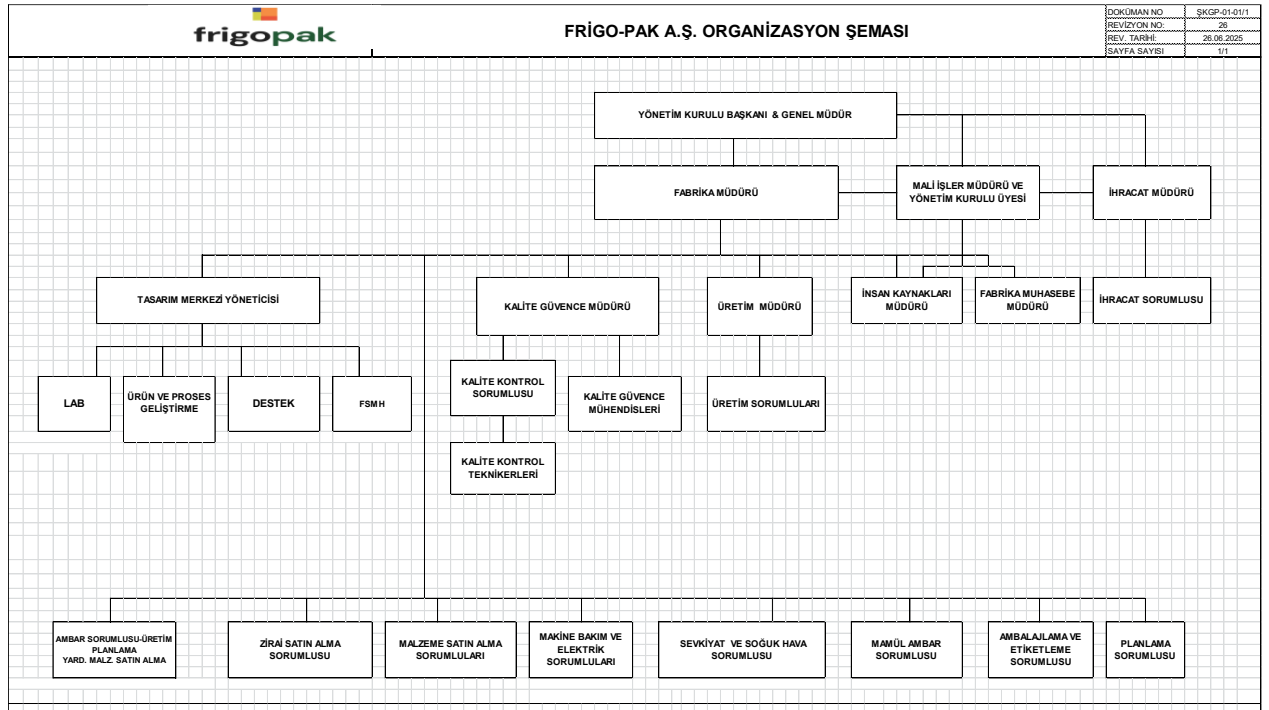 frigopak
FRİGO-PAK A.Ş. ORGANİZASYON ŞEMASI
DOKÜMAN NO ŞKGP-01-01/1
REVİZYON NO: 26
REV. TARİHİ: 26.06.2025
SAYFA SAYISI 1/1
YÖNETİM KURULU BAŞKANI & GENEL MÜDÜR
FABRİKA MÜDÜRÜ
MALİ İŞLER MÜDÜRÜ VE
YÖNETİM KURULU ÜYESİ
İHRACAT MÜDÜRÜ
TASARIM MERKEZİ YÖNETİCİSİ
KALİTE GÜVENCE MÜDÜRÜ
ÜRETİM MÜDÜRÜ
İNSAN KAYNAKLARI
MÜDÜRÜ
FABRİKA MUHASEBE
MÜDÜRÜ
İHRACAT SORUMLUSU
LAB
ÜRÜN VE PROSES
GELİŞTİRME
DESTEK
FSMH
KALİTE KONTROL
SORUMLUSU
KALİTE GÜVENCE
MÜHENDİSLERİ
ÜRETİM SORUMLULARI
KALİTE KONTROL
TEKNİKERLERİ
AMBAR SORUMLUSU-ÜRETİM
PLANLAMA
YARD. MALZ. SATIN ALMA
ZİRAİ SATIN ALMA
SORUMLUSU
MALZEME SATIN ALMA
SORUMLULARI
MAKİNE BAKIM VE
ELEKTRİK
SORUMLULARI
SEVKİYAT VE SOĞUK HAVA
SORUMLUSU
MAMÜL AMBAR
SORUMLUSU
AMBALAJLAMA VE
ETİKETLEME
SORUMLUSU
PLANLAMA
SORUMLUSU